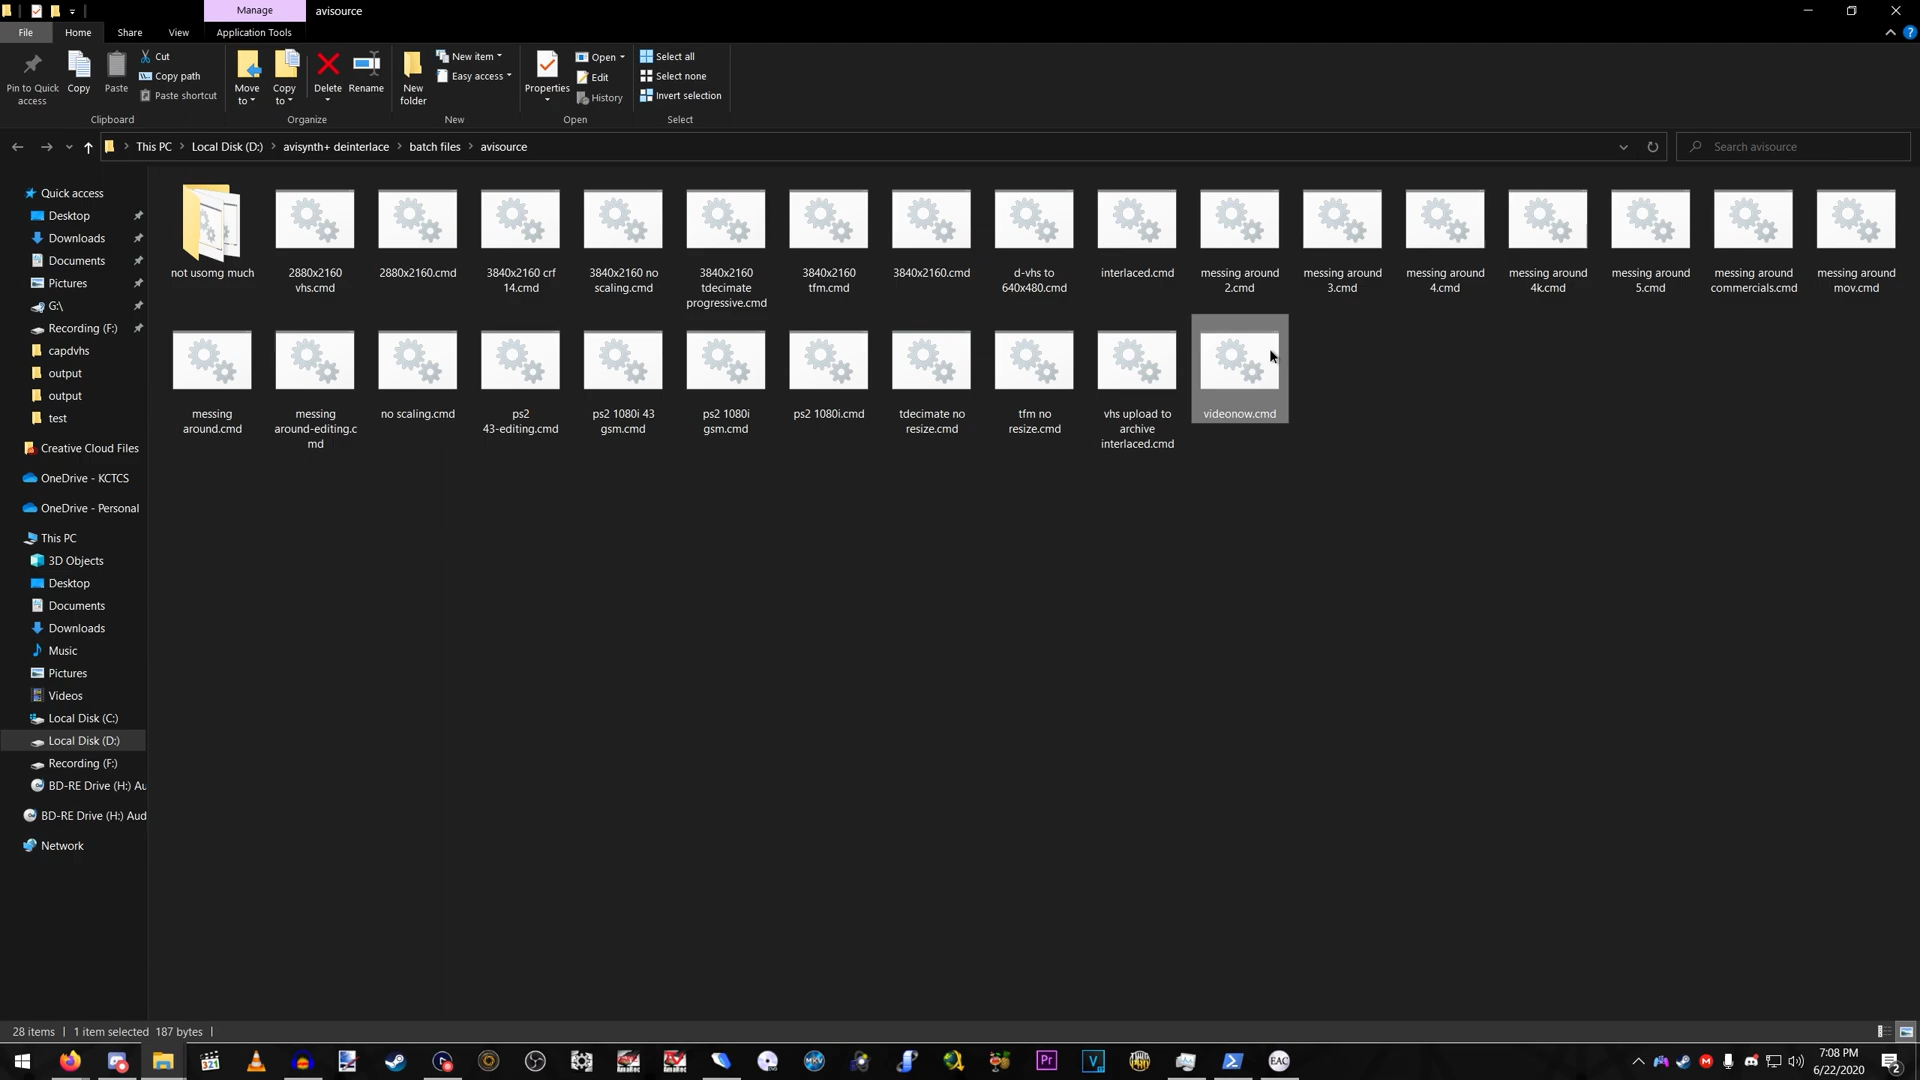 Manage
avisource
File
Home
Share
View
Application Tools
Pin to Quick
access
Copy
Paste
Cut
Copy path
Paste shortcut
Clipboard
Move
to
Copy
to
Delete
Rename
Organize
New
folder
New item
Easy access
New
Properties
Open
Edit
History
Open
Select all
Select none
Invert selection
Select
This PC
Local Disk (D:)
avisynth+ deinterlace
batch files
avisource
Search avisource
Quick access
Desktop
Downloads
Documents
Pictures
G:\
Recording (F:)
capdvhs
output
output
test
Creative Cloud Files
OneDrive - KCTCS
OneDrive - Personal
This PC
3D Objects
Desktop
Documents
Downloads
Music
Pictures
Videos
Local Disk (C:)
Local Disk (D:)
Recording (F:)
BD-RE Drive (H:) Au
BD-RE Drive (H:) Aud
Network
not usomg much
2880x2160
vhs.cmd
2880x2160.cmd
3840x2160 crf
14.cmd
3840x2160 no
scaling.cmd
3840x2160
tdecimate
progressive.cmd
3840x2160
tfm.cmd
3840x2160.cmd
d-vhs to
640x480.cmd
interlaced.cmd
messing around
2.cmd
messing around
3.cmd
messing around
4.cmd
messing around
4k.cmd
messing around
5.cmd
messing around
commercials.cmd
messing around
mov.cmd
messing
around.cmd
messing
around-editing.c
md
no scaling.cmd
ps2
43-editing.cmd
ps2 1080i 43
gsm.cmd
ps2 1080i
gsm.cmd
ps2 1080i.cmd
tdecimate no
resize.cmd
tfm no
resize.cmd
vhs upload to
archive
interlaced.cmd
videonow.cmd
28 items
1 item selected 187 bytes
321
MKV
Pr
V
EAC
7:08 PM
6/22/2020
2